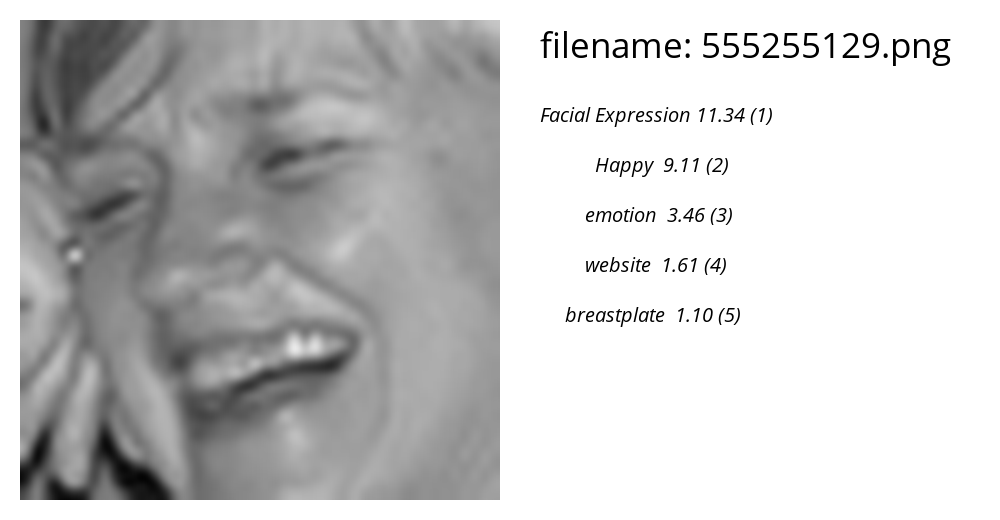 filename: 555255129.png
Facial Expression 11.34 (1)
Happy 9.11 (2)
emotion 3.46 (3)
website 1.61 (4)
breastplate 1.10 (5)